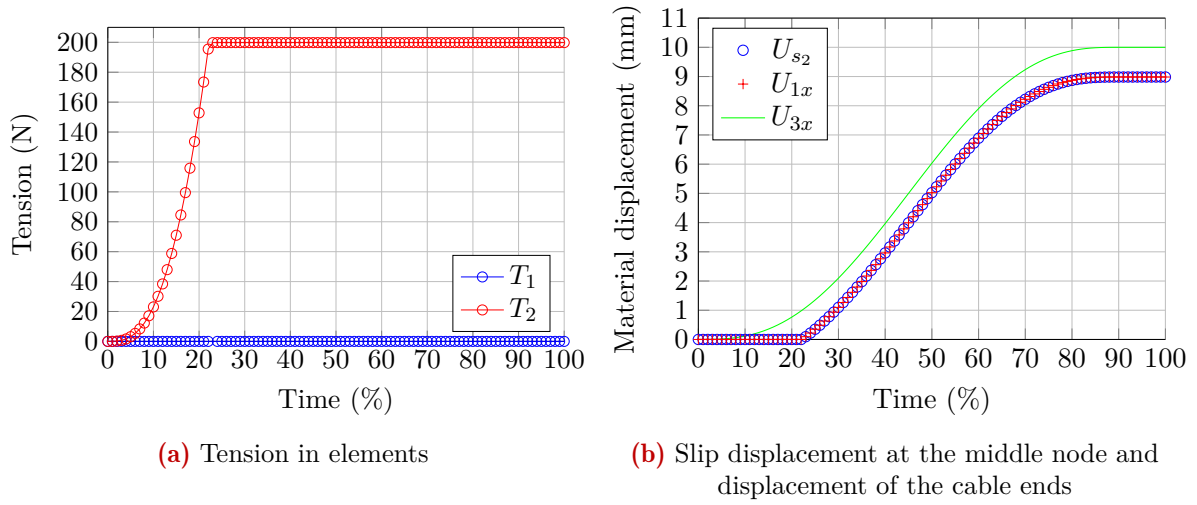 Tension (N)
200
180
160
140
120
100
80
60
40
20
0
0 10 20 30 40 50 60 70 80 90 100
Time (%)
T1
T2
(a) Tension in elements
Material displacement (mm)
11
10
9
8
7
6
5
4
3
2
1
0
0 10 20 30 40 50 60 70 80 90 100
Time (%)
Us2
U1x
U3x
(b) Slip displacement at the middle node and
displacement of the cable ends